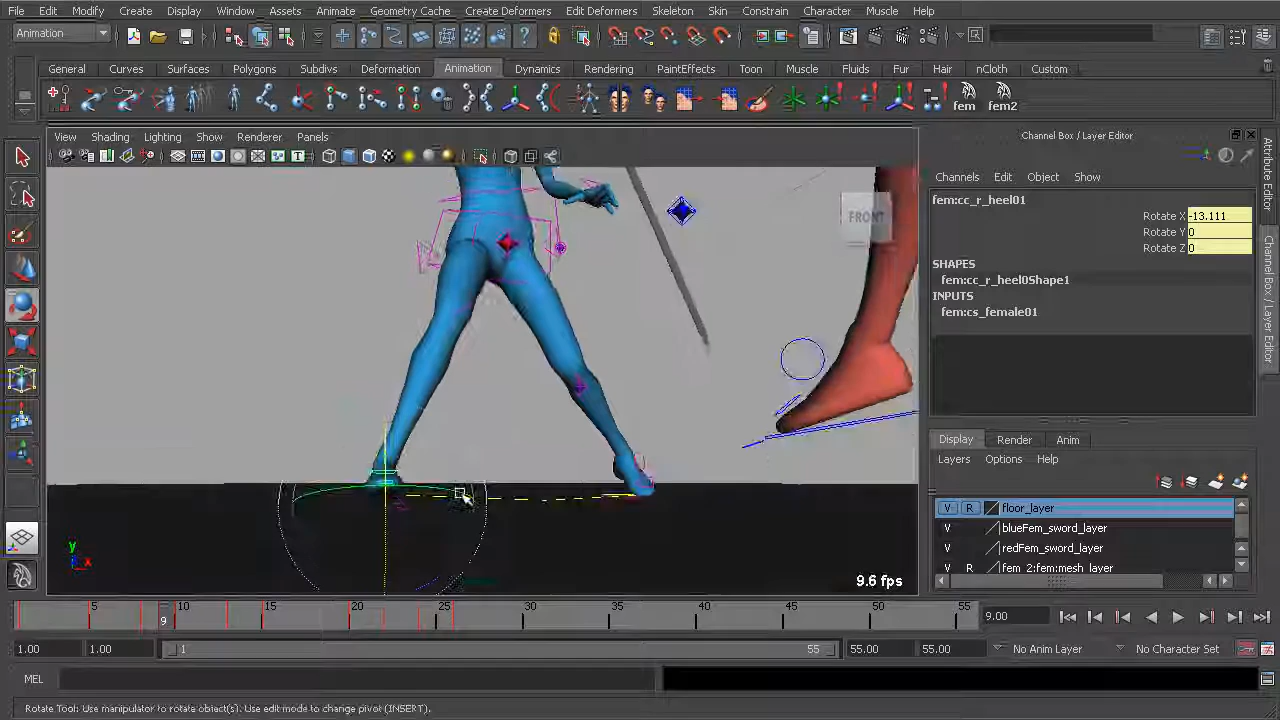 File Edit Modify Create Display Window Assets Animate Geometry Cache Create Deformers Edit Deformers Skeleton Skin Constrain Character Muscle Help
Animation
General Curves Surfaces Polygons Subdivs Deformation Animation Dynamics Rendering PaintEffects Toon Muscle Fluids Fur Hair nCloth Custom
fem fem2
View Shading Lighting Show Renderer Panels
Channel Box / Layer Editor
Channels Edit Object Show
fem:cc_r_heel01
Rotate X -13.111
Rotate Y 0
Rotate Z 0
SHAPES
fem:cc_r_heel0Shape1
INPUTS
fem:cs_female01
Attribute Editor
Channel Box / Layer Editor
FRONT
Display Render Anim
Layers Options Help
V R floor_layer
V blueFem_sword_layer
V redFem_sword_layer
V R fem_2:fem:mesh_layer
y
x
9.6 fps
5 9 10 15 20 25 30 35 40 45 50 55
9.00
1.00 1.00 1 55 55.00 55.00 No Anim Layer No Character Set
MEL
Rotate Tool: Use manipulator to rotate object(s). Use edit mode to change pivot (INSERT).